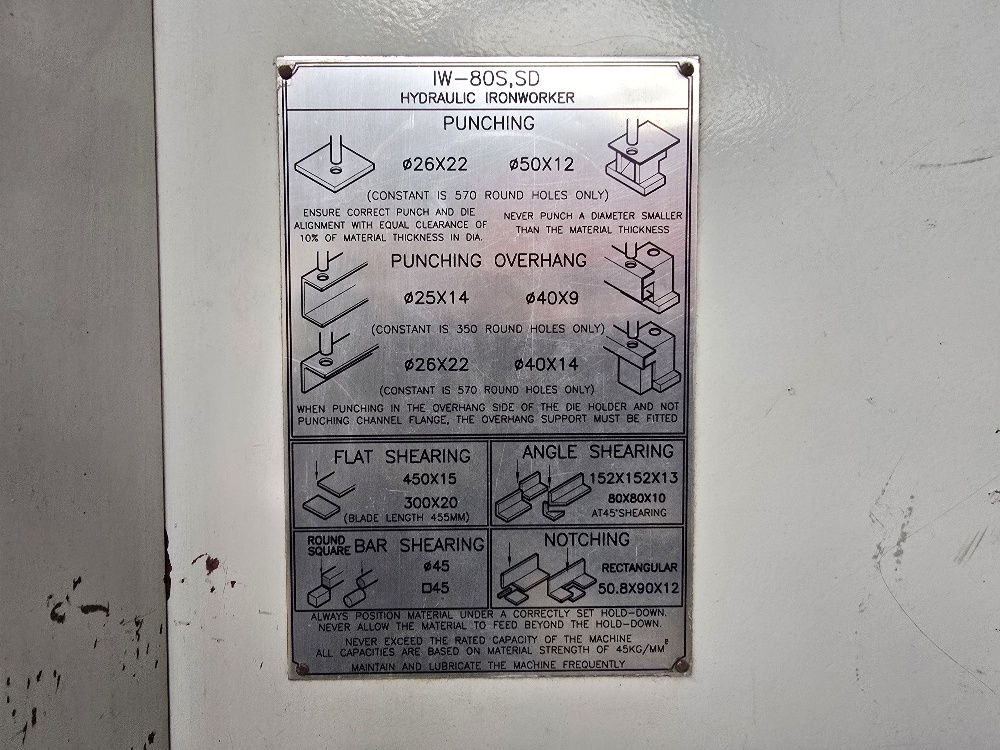 IW-80S,SD
HYDRAULIC IRONWORKER
PUNCHING
ø26X22 ø50X12
(CONSTANT IS 570 ROUND HOLES ONLY)
ENSURE CORRECT PUNCH AND DIE
ALIGNMENT WITH EQUAL CLEARANCE OF
10% OF MATERIAL THICKNESS IN DIA.
NEVER PUNCH A DIAMETER SMALLER
THAN THE MATERIAL THICKNESS
PUNCHING OVERHANG
ø25X14 ø40X9
(CONSTANT IS 350 ROUND HOLES ONLY)
ø26X22 ø40X14
(CONSTANT IS 570 ROUND HOLES ONLY)
WHEN PUNCHING IN THE OVERHANG SIDE OF THE DIE HOLDER AND NOT
PUNCHING CHANNEL FLANGE, THE OVERHANG SUPPORT MUST BE FITTED
FLAT SHEARING
450X15
300X20
(BLADE LENGTH 455MM)
ANGLE SHEARING
152X152X13
80X80X10
AT45°SHEARING
ROUND
SQUARE BAR SHEARING
ø45
□45
NOTCHING
RECTANGULAR
50.8X90X12
ALWAYS POSITION MATERIAL UNDER A CORRECTLY SET HOLD-DOWN.
NEVER ALLOW THE MATERIAL TO FEED BEYOND THE HOLD-DOWN.
NEVER EXCEED THE RATED CAPACITY OF THE MACHINE
ALL CAPACITIES ARE BASED ON MATERIAL STRENGTH OF 45KG/MM²
MAINTAIN AND LUBRICATE THE MACHINE FREQUENTLY